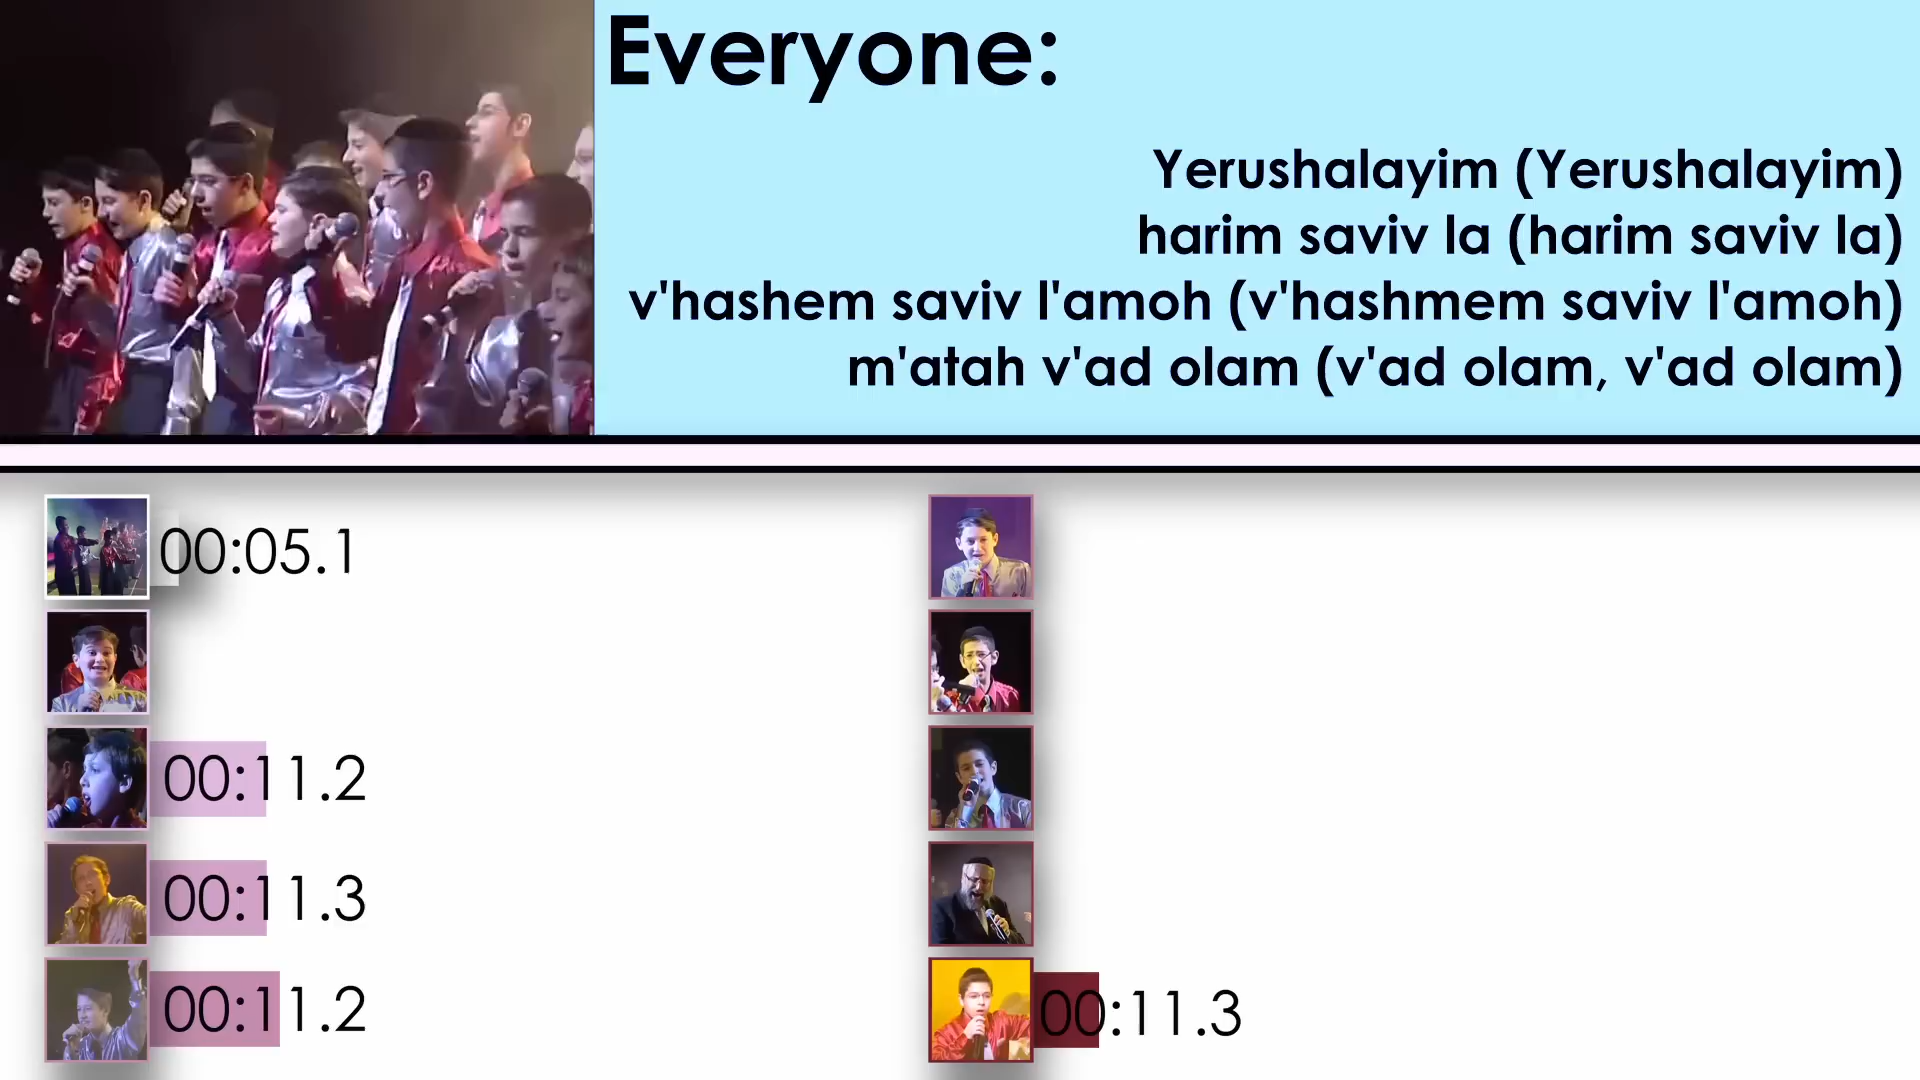 Everyone:
Yerushalayim (Yerushalayim)
harim saviv la (harim saviv la)
v'hashem saviv l'amoh (v'hashmem saviv l'amoh)
m'atah v'ad olam (v'ad olam, v'ad olam)
00:05.1
00:11.2
00:11.3
00:11.2
00:11.3